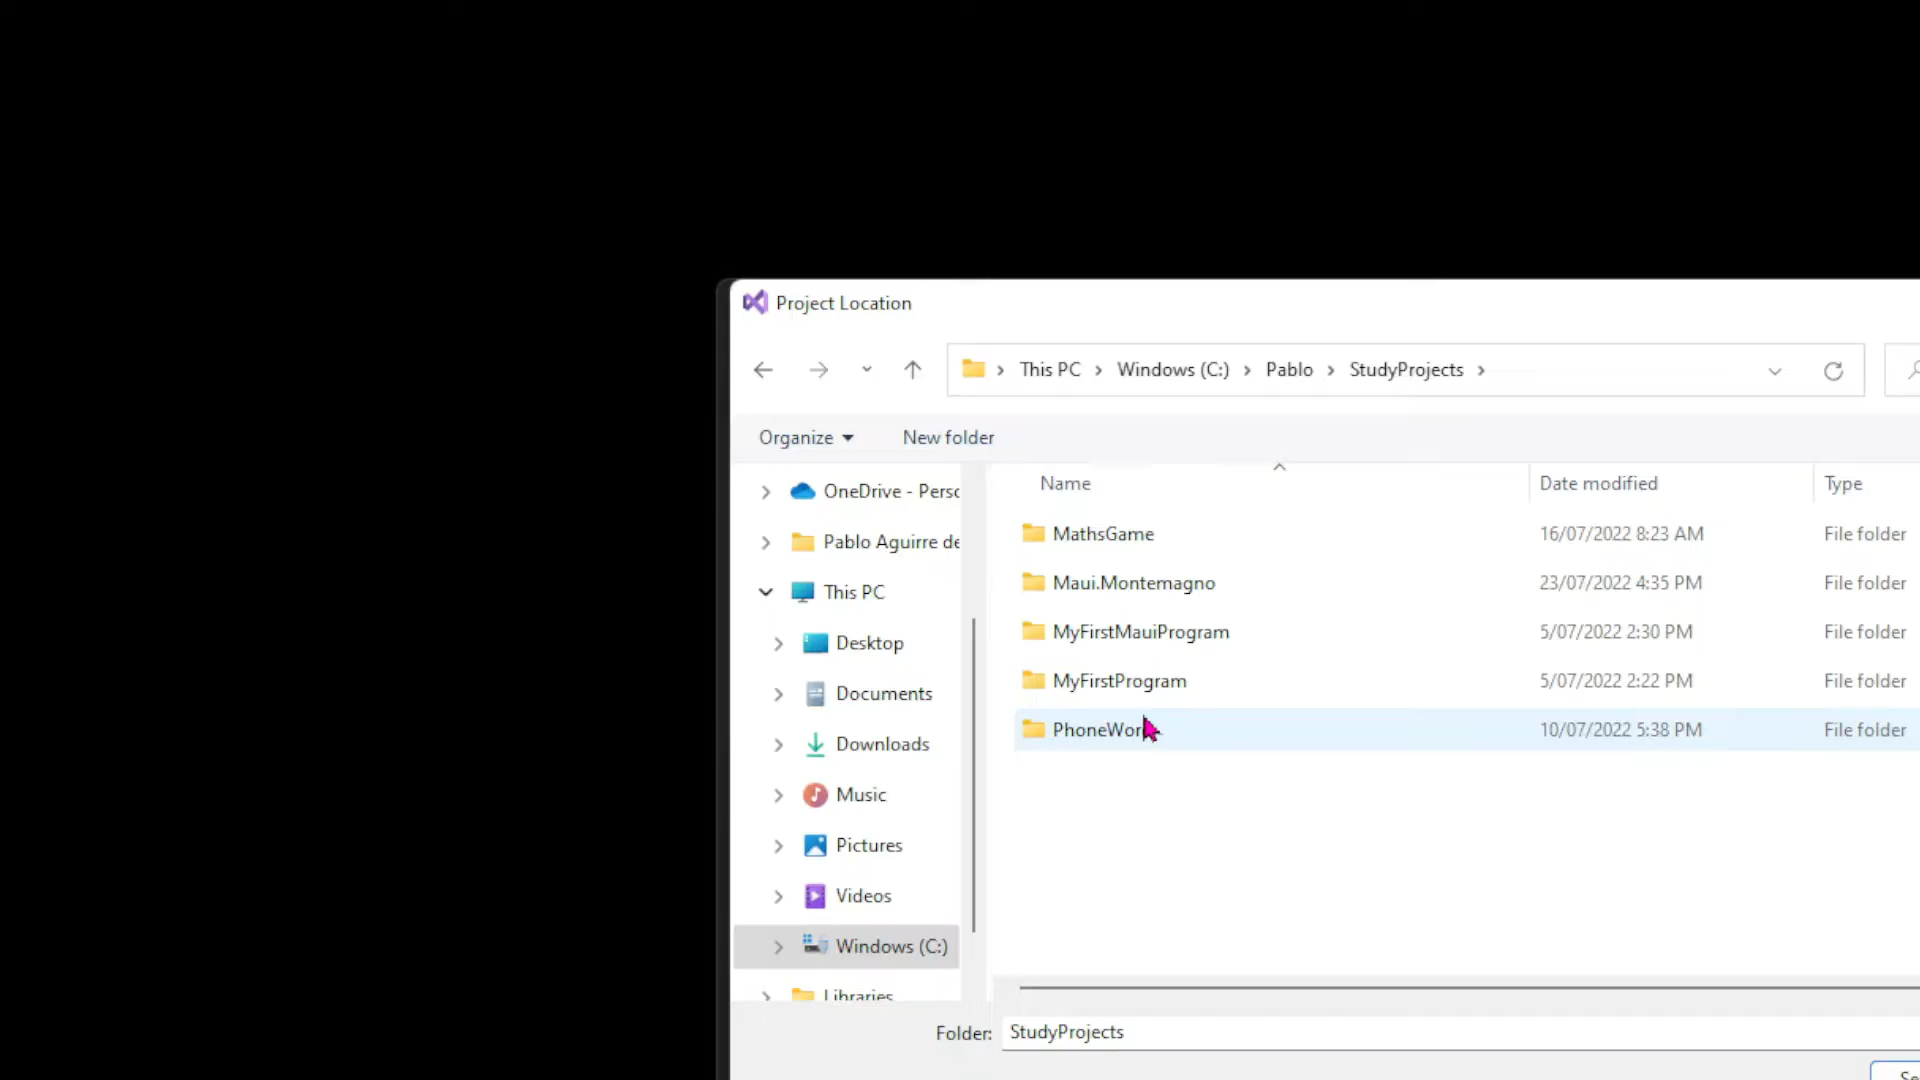 Project Location
This PC Windows (C:) Pablo StudyProjects
Organize New folder
Name Date modified Type
OneDrive -
Pablo Aguirre
This PC
Desktop
Documents
Downloads
Music
Pictures
Videos
Windows (C:)
Libraries
MathsGame 16/07/2022 8:23 AM File folder
Maui.Montemagno 23/07/2022 4:35 PM File folder
MyFirstMauiProgram 5/07/2022 2:30 PM File folder
MyFirstProgram 5/07/2022 2:22 PM File folder
10/07/2022 5:38 PM File folder
Folder: StudyProjects